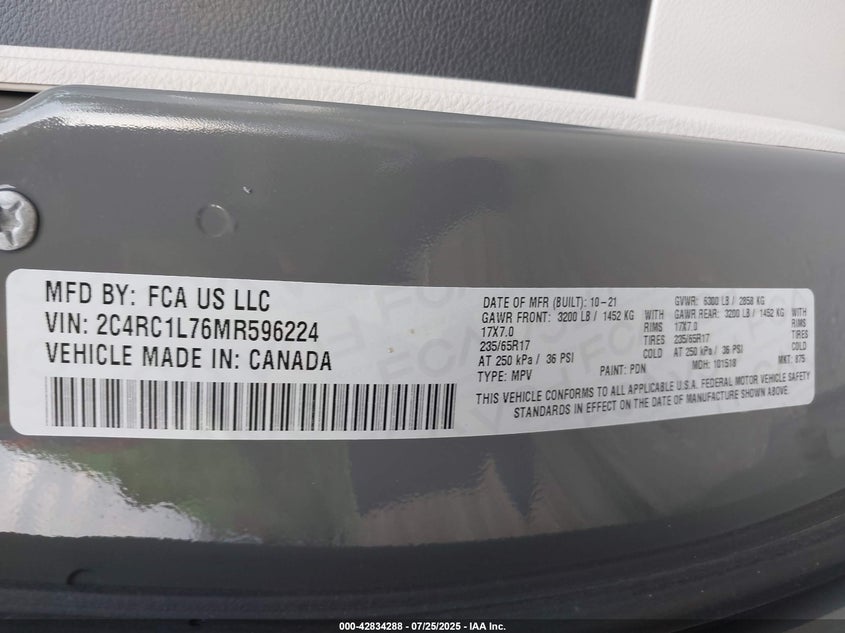 MFD BY: FCA US LLC
VIN: 2C4RC1L76MR596224
VEHICLE MADE IN: CANADA
DATE OF MFR (BUILT): 10-21 GVWR: 6300 LB / 2858 KG
GAWR FRONT: 3200 LB / 1452 KG WITH GAWR REAR: 3200 LB / 1452 KG WITH
17X7.0 RIMS 17X7.0 RIMS
235/65R17 235/65R17
AT 250 kPa / 36 PSI COLD AT 250 kPa / 36 PSI COLD
TYPE: MPV PAINT: PDN MDH: 101518 MKT: 875
THIS VEHICLE CONFORMS TO ALL APPLICABLE U.S.A. FEDERAL MOTOR VEHICLE SAFETY
STANDARDS IN EFFECT ON THE DATE OF MANUFACTURE SHOWN ABOVE.
000-42834288 - 07/25/2025 - IAA Inc.